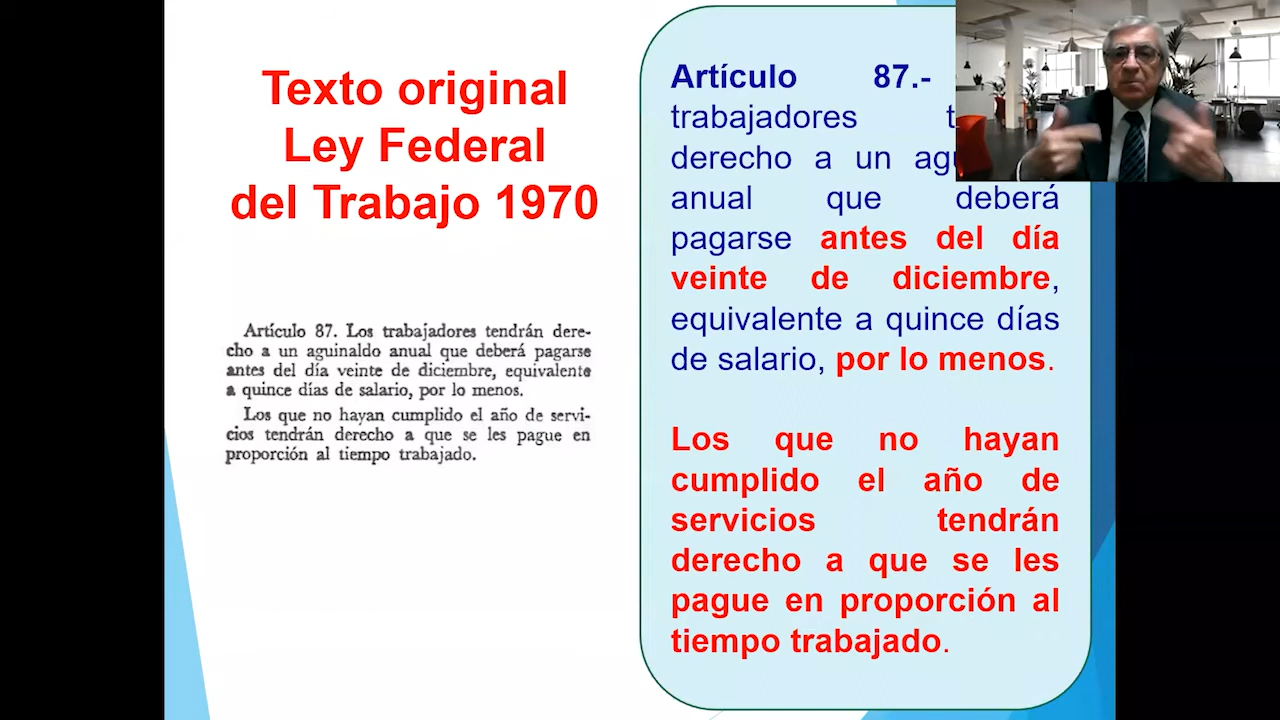 Texto original
Ley Federal
del Trabajo 1970
Artículo 87. Los trabajadores tendrán dere-
cho a un aguinaldo anual que deberá pagarse
antes del día veinte de diciembre, equivalente
a quince días de salario, por lo menos.
Los que no hayan cumplido el año de servi-
cios tendrán derecho a que se les pague en
proporción al tiempo trabajado.
Artículo 87.-
trabajadores
derecho a un
anual que deberá
pagarse antes del día
veinte de diciembre,
equivalente a quince días
de salario, por lo menos.
Los que no hayan
cumplido el año de
servicios tendrán
derecho a que se les
pague en proporción al
tiempo trabajado.